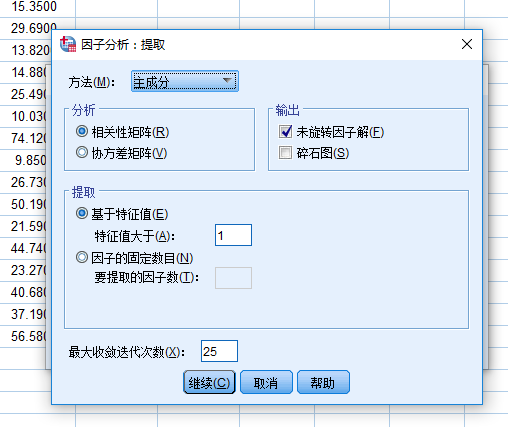 15.3500
29.6900
13.8200
因子分析：提取
14.880
25.490
10.030
74.120
9.850
26.730
50.190
21.590
44.740
23.270
40.680
37.190
56.580
方法(M)： 主成分
分析
相关性矩阵(R)
协方差矩阵(V)
输出
未旋转因子解(F)
碎石图(S)
提取
基于特征值(E)
特征值大于(A)： 1
因子的固定数目(N)
要提取的因子数(T)：
最大收敛迭代次数(X)： 25
继续(C) 取消 帮助